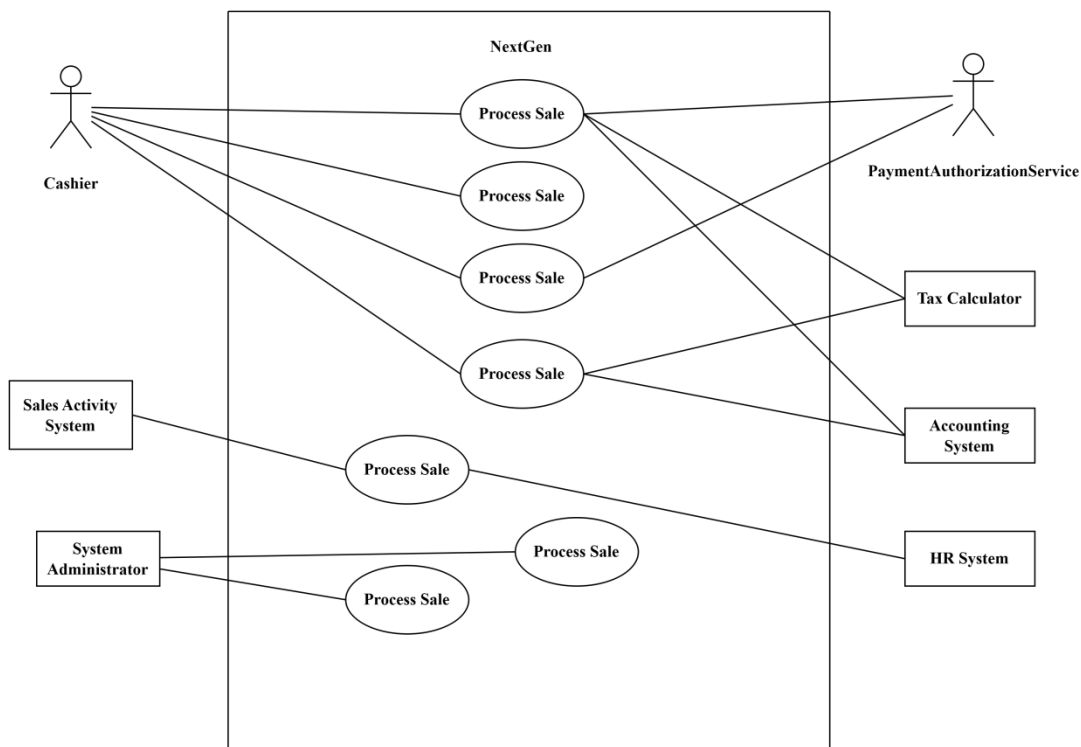 NextGen
Process Sale
Cashier
PaymentAuthorizationService
Process Sale
Process Sale
Tax Calculator
Process Sale
Sales Activity
System
Accounting
System
Process Sale
System
Administrator
Process Sale
HR System
Process Sale